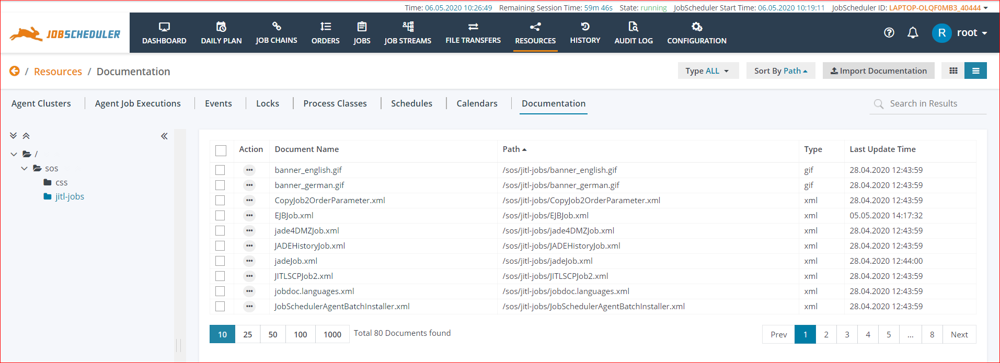 Time: 06.05.2020 10:26:49 Remaining Session Time: 59m 46s State: running JobScheduler Start Time: 06.05.2020 10:19:11 JobScheduler ID: LAPTOP-OLQF0MB3_40444
JOBSCHEDULER DASHBOARD DAILY PLAN JOB CHAINS ORDERS JOBS JOB STREAMS FILE TRANSFERS RESOURCES HISTORY AUDIT LOG CONFIGURATION R root
/ Resources / Documentation Type ALL Sort By Path Import Documentation
Agent Clusters Agent Job Executions Events Locks Process Classes Schedules Calendars Documentation Search in Results
/
sos
css
jitl-jobs
Action Document Name Path Type Last Update Time
banner_english.gif /sos/jitl-jobs/banner_english.gif gif 28.04.2020 12:43:59
banner_german.gif /sos/jitl-jobs/banner_german.gif gif 28.04.2020 12:43:59
CopyJob2OrderParameter.xml /sos/jitl-jobs/CopyJob2OrderParameter.xml xml 28.04.2020 12:43:59
EJBJob.xml /sos/jitl-jobs/EJBJob.xml xml 05.05.2020 14:17:32
jade4DMZJob.xml /sos/jitl-jobs/jade4DMZJob.xml xml 28.04.2020 12:43:59
JADEHistoryJob.xml /sos/jitl-jobs/JADEHistoryJob.xml xml 28.04.2020 12:43:59
jadeJob.xml /sos/jitl-jobs/jadeJob.xml xml 28.04.2020 12:44:00
JITLSCPJob2.xml /sos/jitl-jobs/JITLSCPJob2.xml xml 28.04.2020 12:43:59
jobdoc.languages.xml /sos/jitl-jobs/jobdoc.languages.xml xml 28.04.2020 12:43:59
JobSchedulerAgentBatchInstaller.xml /sos/jitl-jobs/JobSchedulerAgentBatchInstaller.xml xml 28.04.2020 12:43:59
10 25 50 100 1000 Total 80 Documents found Prev 1 2 3 4 5 ... 8 Next